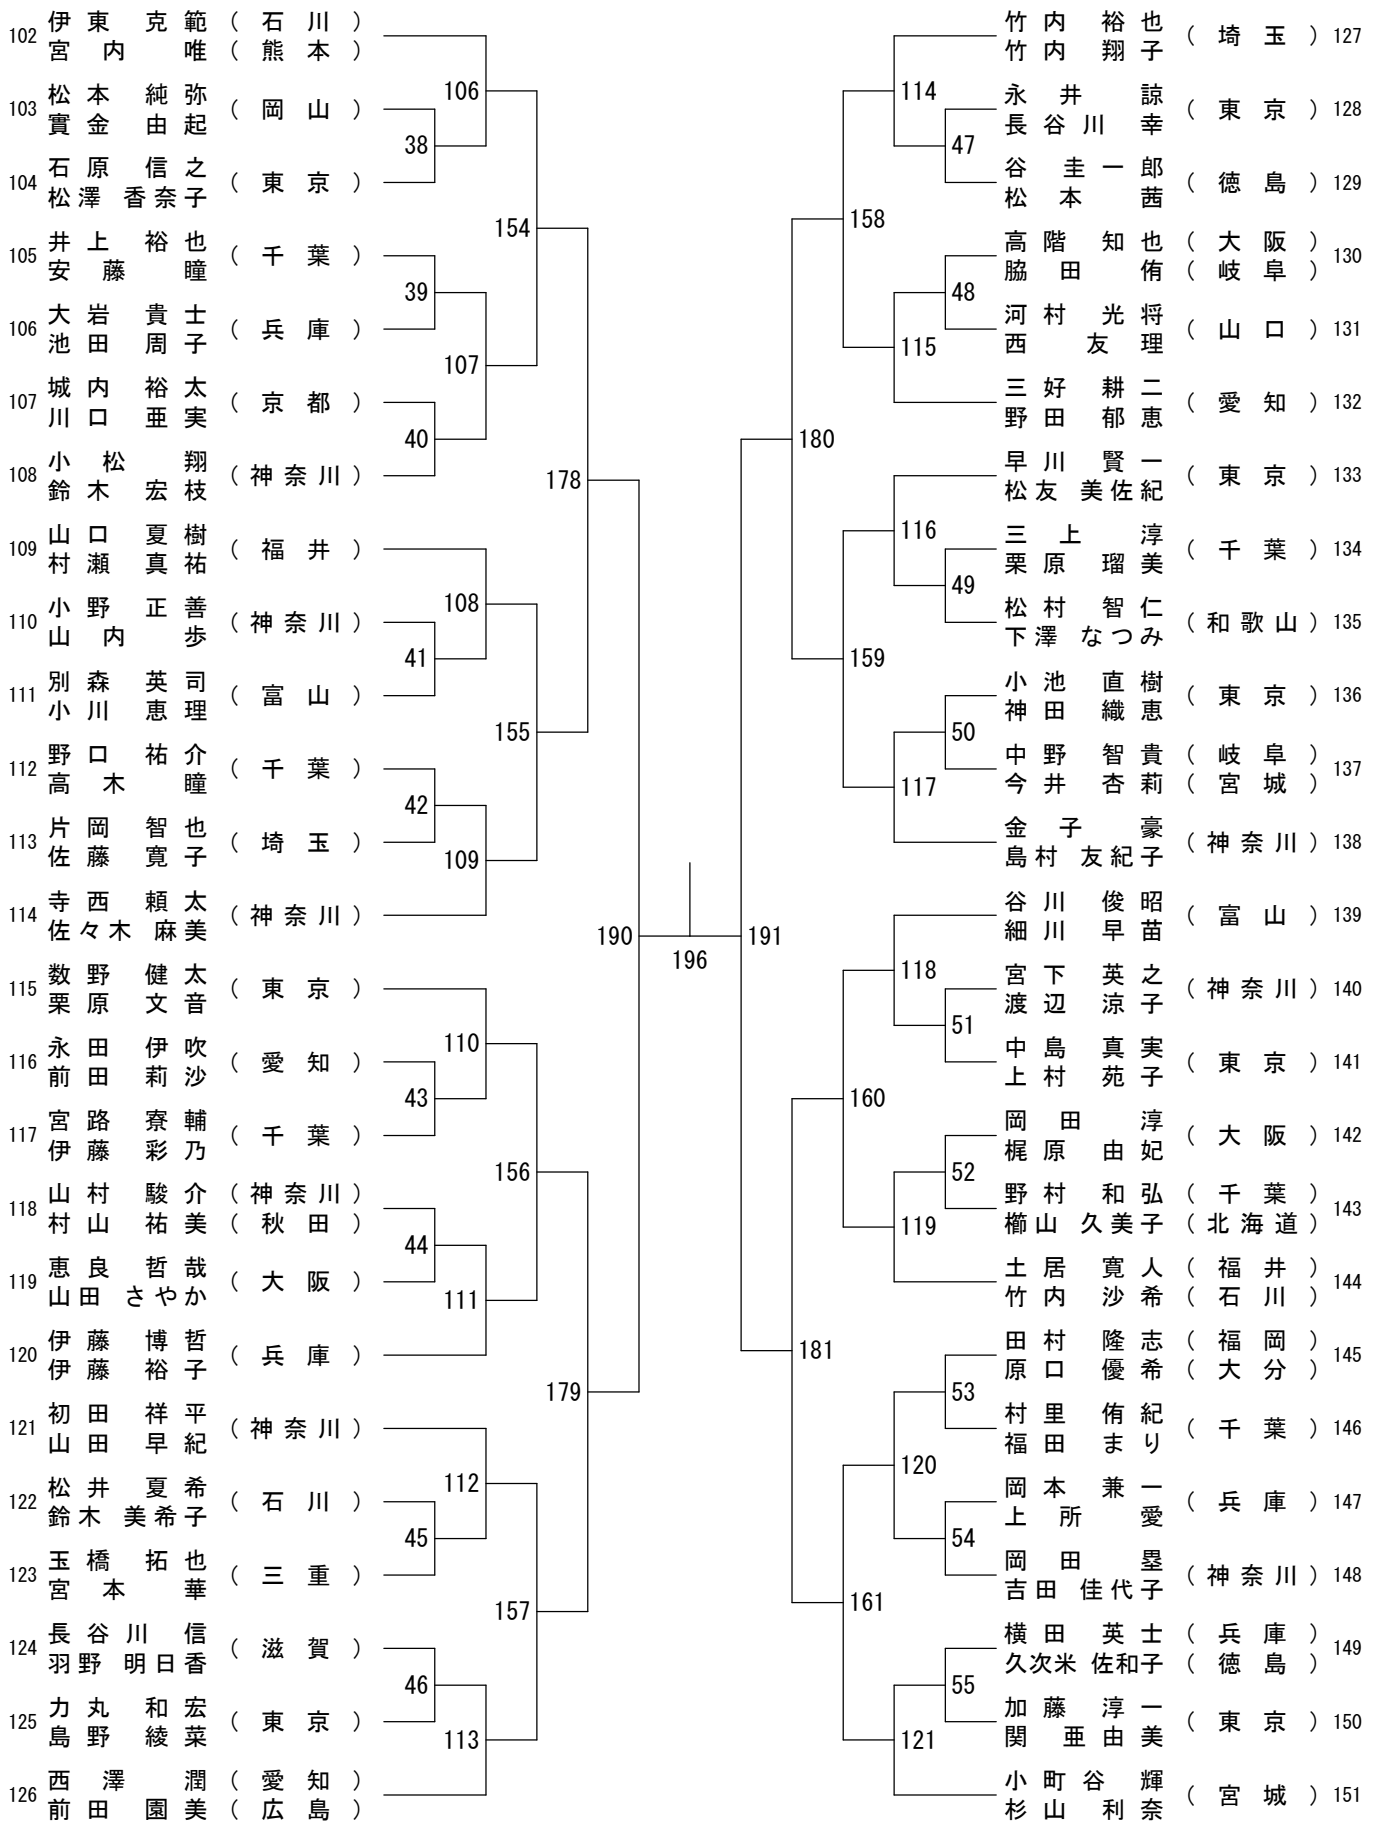 102 伊東 克範 （石川）
宮内 唯 （熊本）
103 松本 純弥 （岡山）
實金 由起
104 石原 信之 （東京）
松澤 香奈子
105 井上 裕也 （千葉）
安藤 瞳
106 大岩 貴士 （兵庫）
池田 周子
107 城内 裕太 （京都）
川口 亜実
108 小松 翔 （神奈川）
鈴木 宏枝
109 山口 夏樹 （福井）
村瀬 真祐
110 小野 正善 （神奈川）
山内 歩
111 別森 英司 （富山）
小川 恵理
112 野口 祐介 （千葉）
高木 瞳
113 片岡 智也 （埼玉）
佐藤 寛子
114 寺西 頼太 （神奈川）
佐々木 麻美
115 数野 健太 （東京）
栗原 文音
116 永田 伊吹 （愛知）
前田 莉沙
117 宮路 寮輔 （千葉）
伊藤 彩乃
118 山村 駿介 （神奈川）
村山 祐美 （秋田）
119 恵良 哲哉 （大阪）
山田 さやか
120 伊藤 博哲 （兵庫）
伊藤 裕子
121 初田 祥平 （神奈川）
山田 早紀
122 松井 夏希 （石川）
鈴木 美希子
123 玉橋 拓也 （三重）
宮本 華
124 長谷川 信 （滋賀）
羽野 明日香
125 力丸 和宏 （東京）
島野 綾菜
126 西澤 潤 （愛知）
前田 園美 （広島）
106
38
154
39
107
40
178
108
41
155
42
109
190
110
43
156
44
111
179
112
45
157
46
113
196
191
114
47
158
48
115
180
116
49
159
50
117
118
51
160
52
119
181
53
120
54
161
55
121
竹内 裕也 （埼玉） 127
竹内 翔子
永井 諒 （東京） 128
長谷川 幸
谷 圭一郎 （徳島） 129
松本 茜
高階 知也 （大阪） 130
脇田 侑 （岐阜）
河村 光将 （山口） 131
西 友理
三好 耕二 （愛知） 132
野田 郁恵
早川 賢一 （東京） 133
松友 美佐紀
三上 淳 （千葉） 134
栗原 瑠美
松村 智仁 （和歌山） 135
下澤 なつみ
小池 直樹 （東京） 136
神田 織恵
中野 智貴 （岐阜） 137
今井 杏莉 （宮城）
金子 豪 （神奈川） 138
島村 友紀子
谷川 俊昭 （富山） 139
細川 早苗
宮下 英之 （神奈川） 140
渡辺 涼子
中島 真実 （東京） 141
上村 苑子
岡田 淳 （大阪） 142
梶原 由妃
野村 和弘 （千葉） 143
櫛山 久美子 （北海道）
土居 寛人 （福井） 144
竹内 沙希 （石川）
田村 隆志 （福岡） 145
原口 優希 （大分）
村里 侑紀 （千葉） 146
福田 まり
岡本 兼一 （兵庫） 147
上所 愛
岡田 塁 （神奈川） 148
吉田 佳代子
横田 英士 （兵庫） 149
久次米 佐和子 （徳島）
加藤 淳一 （東京） 150
関 亜由美
小町谷 輝 （宮城） 151
杉山 利奈